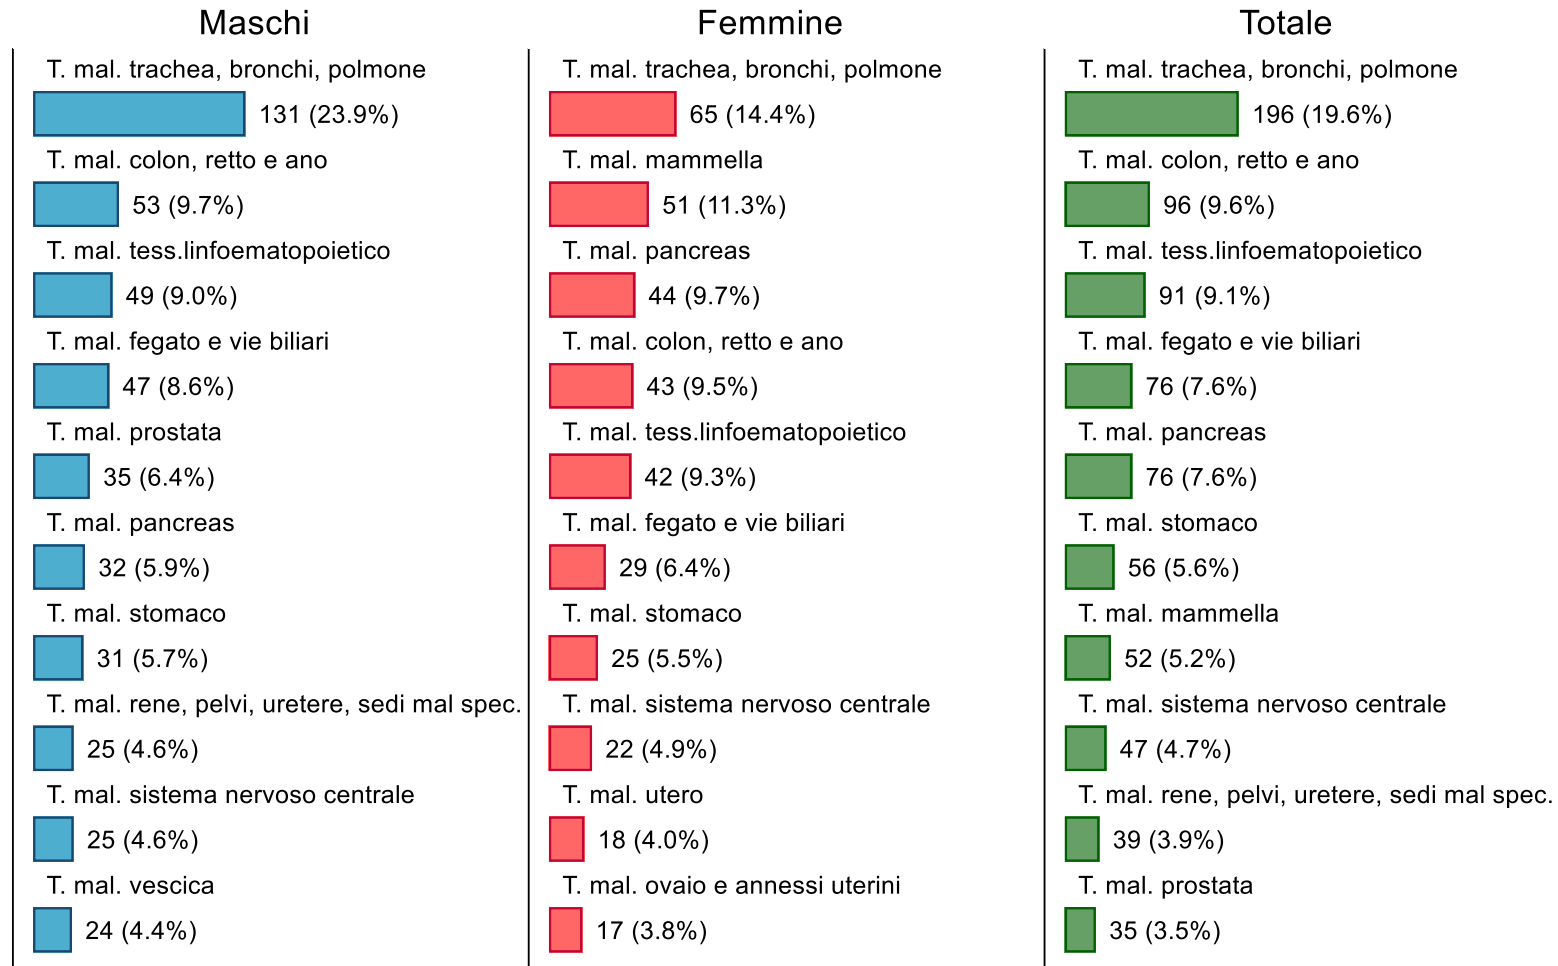 Maschi
T. mal. trachea, bronchi, polmone
131 (23.9%)
T. mal. colon, retto e ano
53 (9.7%)
T. mal. tess.linfoematopoietico
49 (9.0%)
T. mal. fegato e vie biliari
47 (8.6%)
T. mal. prostata
35 (6.4%)
T. mal. pancreas
32 (5.9%)
T. mal. stomaco
31 (5.7%)
T. mal. rene, pelvi, uretere, sedi mal spec.
25 (4.6%)
T. mal. sistema nervoso centrale
25 (4.6%)
T. mal. vescica
24 (4.4%)
Femmine
T. mal. trachea, bronchi, polmone
65 (14.4%)
T. mal. mammella
51 (11.3%)
T. mal. pancreas
44 (9.7%)
T. mal. colon, retto e ano
43 (9.5%)
T. mal. tess.linfoematopoietico
42 (9.3%)
T. mal. fegato e vie biliari
29 (6.4%)
T. mal. stomaco
25 (5.5%)
T. mal. sistema nervoso centrale
22 (4.9%)
T. mal. utero
18 (4.0%)
T. mal. ovaio e annessi uterini
17 (3.8%)
Totale
T. mal. trachea, bronchi, polmone
196 (19.6%)
T. mal. colon, retto e ano
96 (9.6%)
T. mal. tess.linfoematopoietico
91 (9.1%)
T. mal. fegato e vie biliari
76 (7.6%)
T. mal. pancreas
76 (7.6%)
T. mal. stomaco
56 (5.6%)
T. mal. mammella
52 (5.2%)
T. mal. sistema nervoso centrale
47 (4.7%)
T. mal. rene, pelvi, uretere, sedi mal spec.
39 (3.9%)
T. mal. prostata
35 (3.5%)